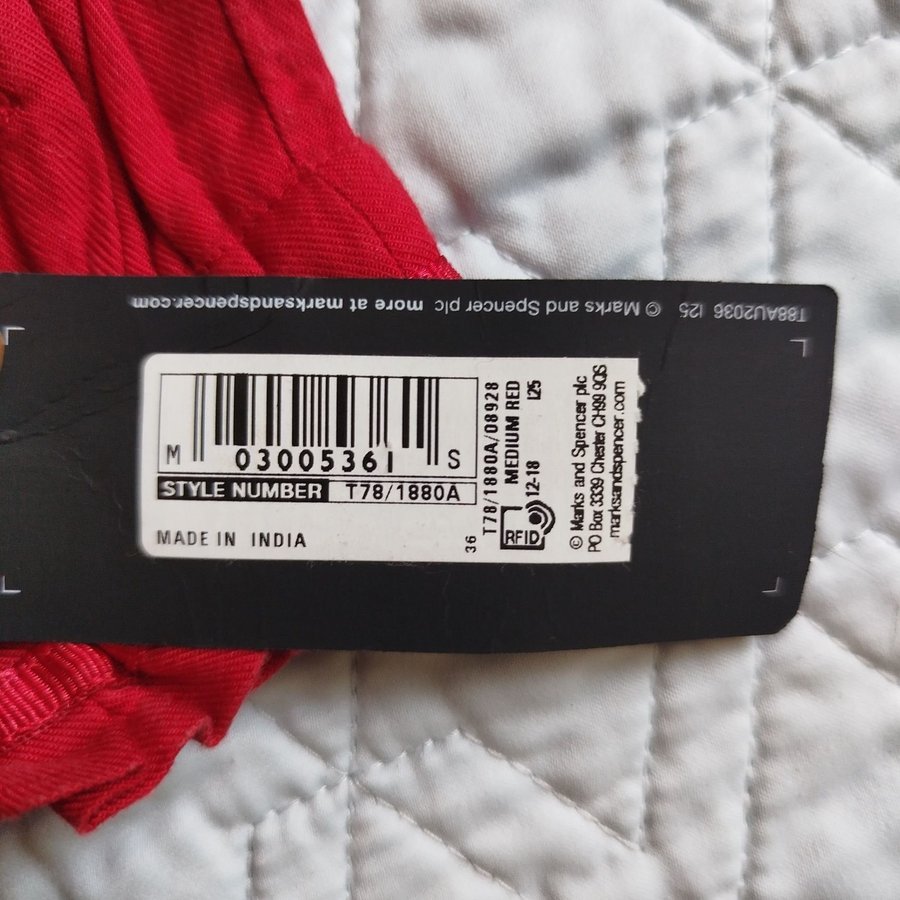 T88AU2036 I25 © Marks and Spencer plc more at marksandspencer.com
M 03005361 S
STYLE NUMBER T78/1880A
MADE IN INDIA
36 T78/1880A/08928
MEDIUM RED
12-18 I25
RFID
© Marks and Spencer plc
PO Box 3339 Chester CH99 9QS
marksandspencer.com